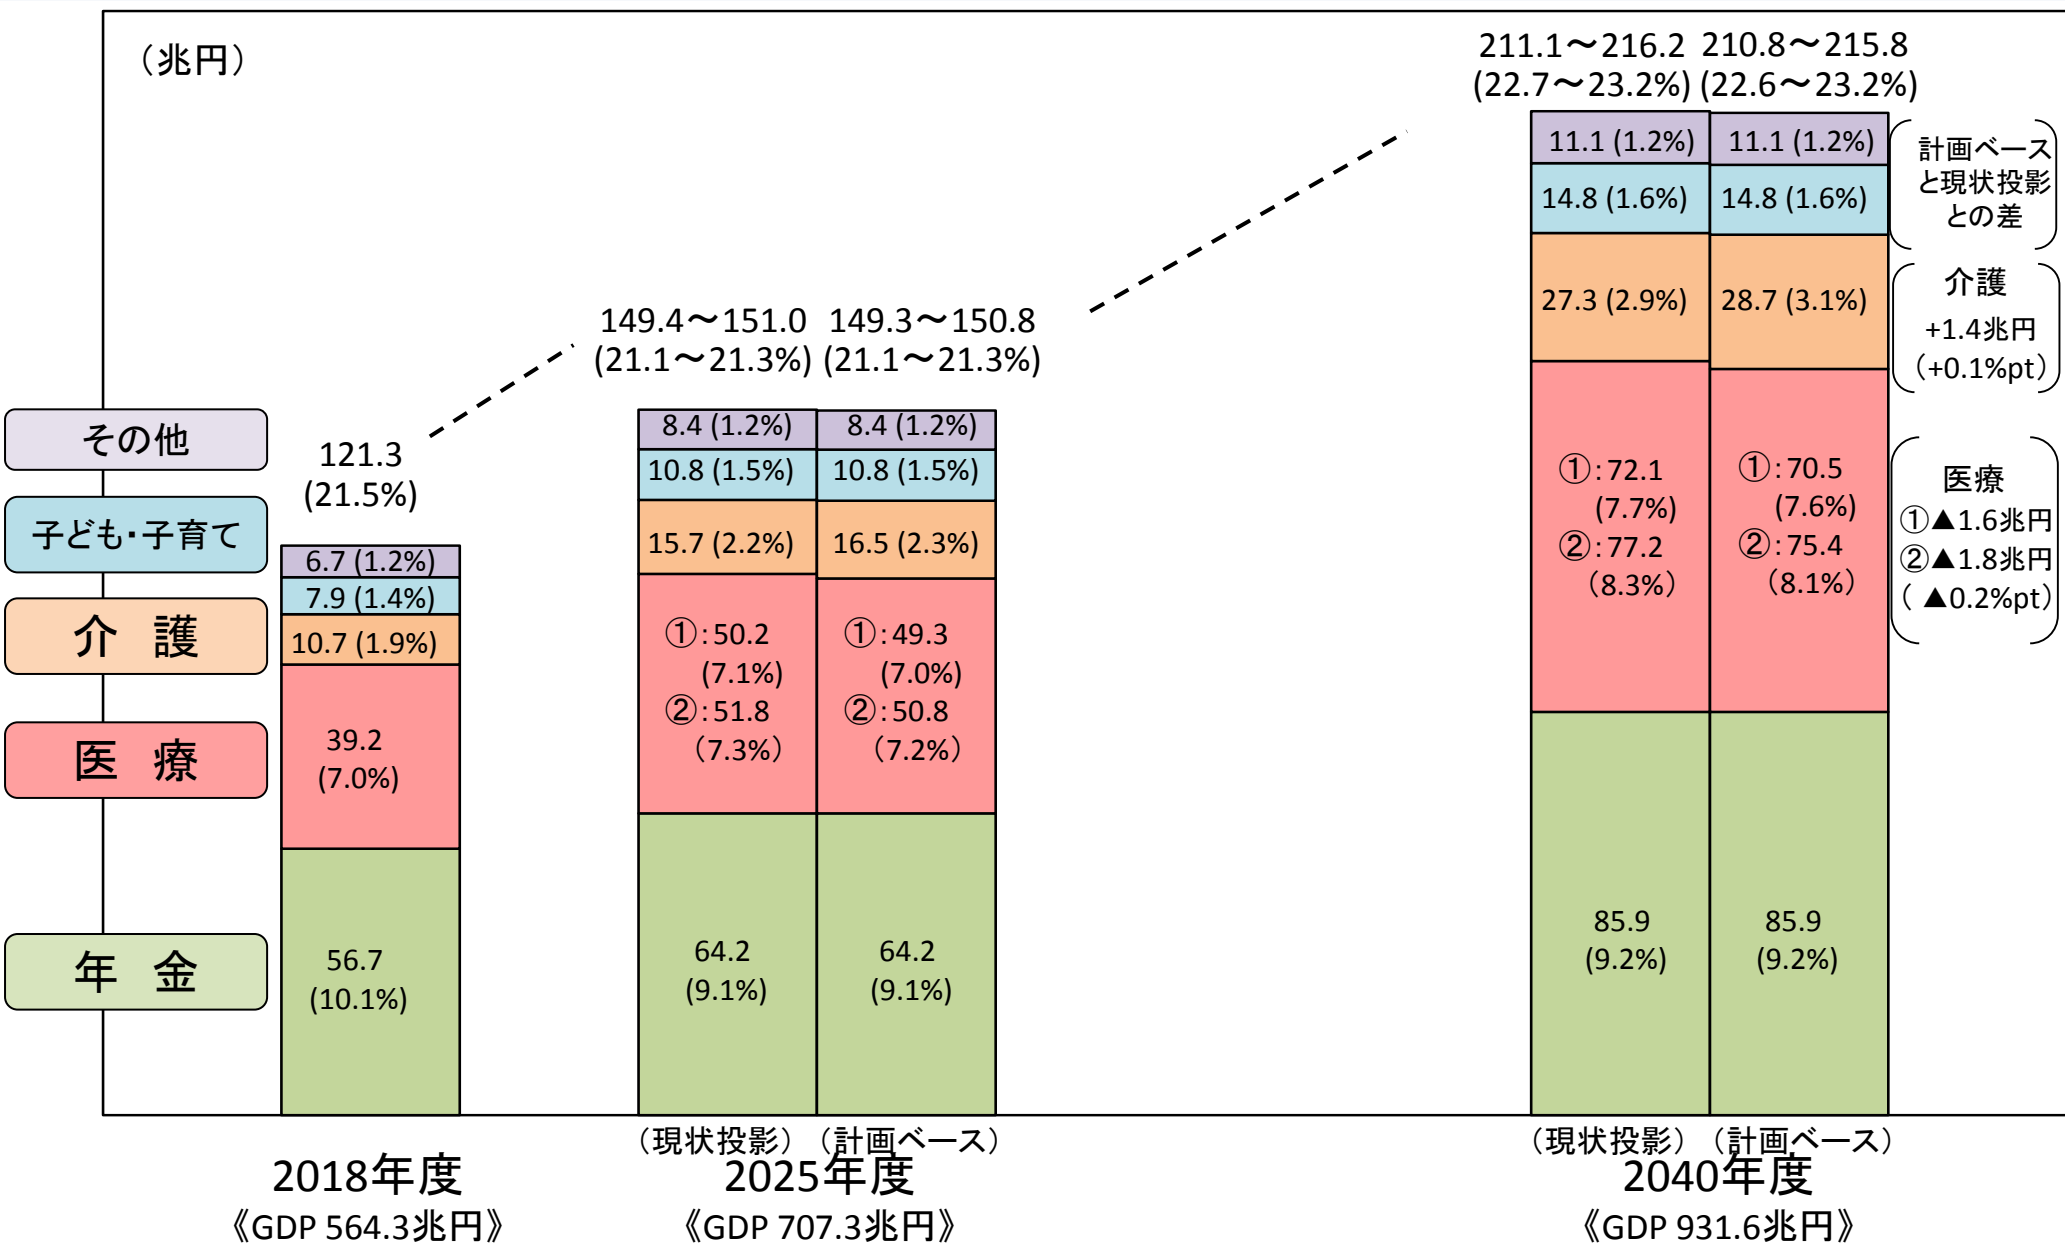 （兆円）
その他
子ども・子育て
介　護
医　療
年　金
121.3
(21.5%)
6.7 (1.2%)
7.9 (1.4%)
10.7 (1.9%)
39.2
(7.0%)
56.7
(10.1%)
2018年度
《GDP 564.3兆円》
149.4～151.0
(21.1～21.3%)
8.4 (1.2%)
10.8 (1.5%)
15.7 (2.2%)
①:50.2
(7.1%)
②:51.8
（7.3%）
64.2
(9.1%)
（現状投影）
149.3～150.8
(21.1～21.3%)
8.4 (1.2%)
10.8 (1.5%)
16.5 (2.3%)
①:49.3
(7.0%)
②:50.8
（7.2%）
64.2
(9.1%)
（計画ベース）
2025年度
《GDP 707.3兆円》
211.1～216.2
(22.7～23.2%)
11.1 (1.2%)
14.8 (1.6%)
27.3 (2.9%)
①:72.1
(7.7%)
②:77.2
（8.3%）
85.9
(9.2%)
（現状投影）
210.8～215.8
(22.6～23.2%)
11.1 (1.2%)
14.8 (1.6%)
28.7 (3.1%)
①:70.5
(7.6%)
②:75.4
（8.1%）
85.9
(9.2%)
（計画ベース）
2040年度
《GDP 931.6兆円》
計画ベース
と現状投影
との差
介護
+1.4兆円
（+0.1%pt）
医療
①▲1.6兆円
②▲1.8兆円
（ ▲0.2%pt）